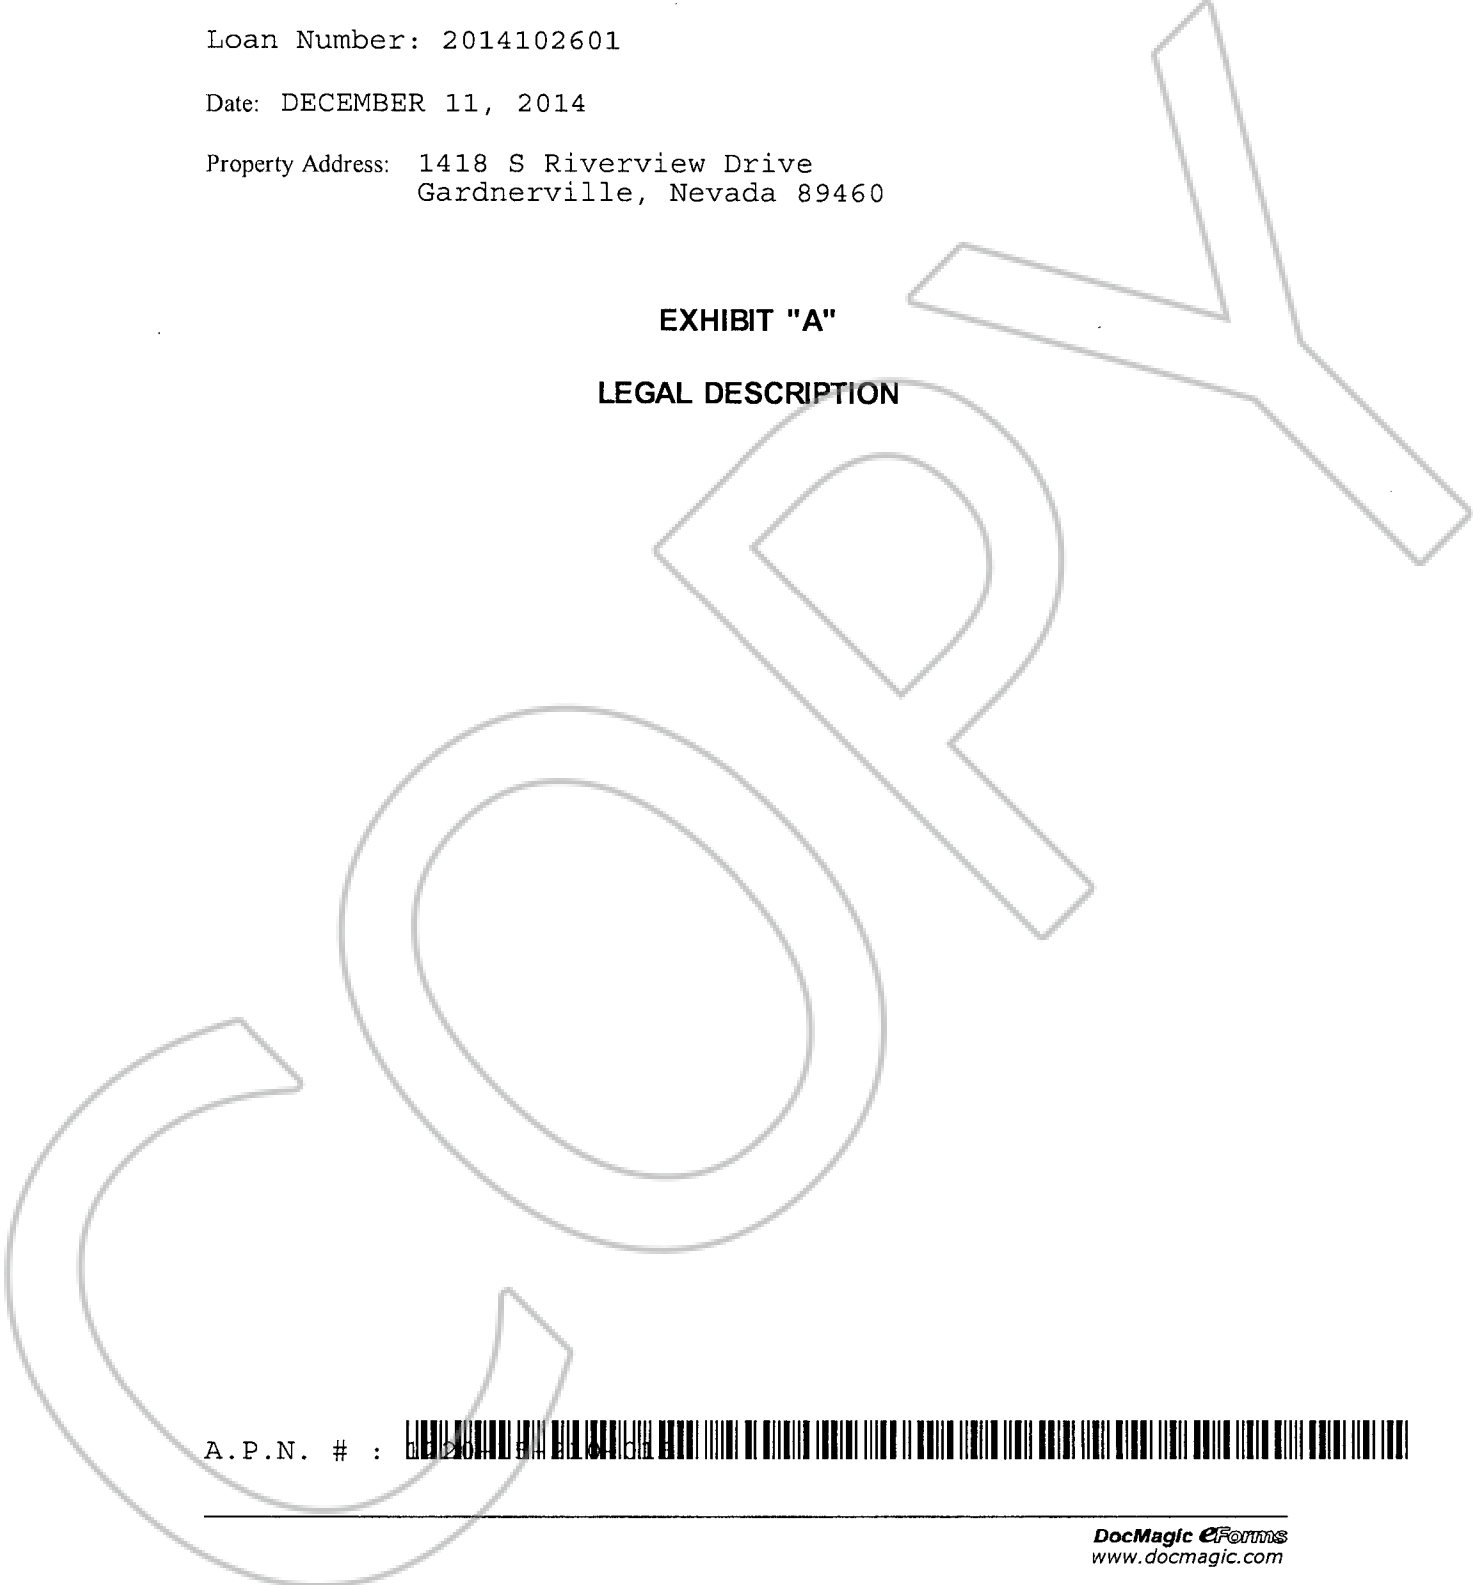 Loan Number: 2014102601
Date: DECEMBER 11, 2014
Property Address: 1418 S Riverview Drive
Gardnerville, Nevada 89460
EXHIBIT "A"
LEGAL DESCRIPTION
COPY
A.P.N. # :
DocMagic eForms
www.docmagic.com